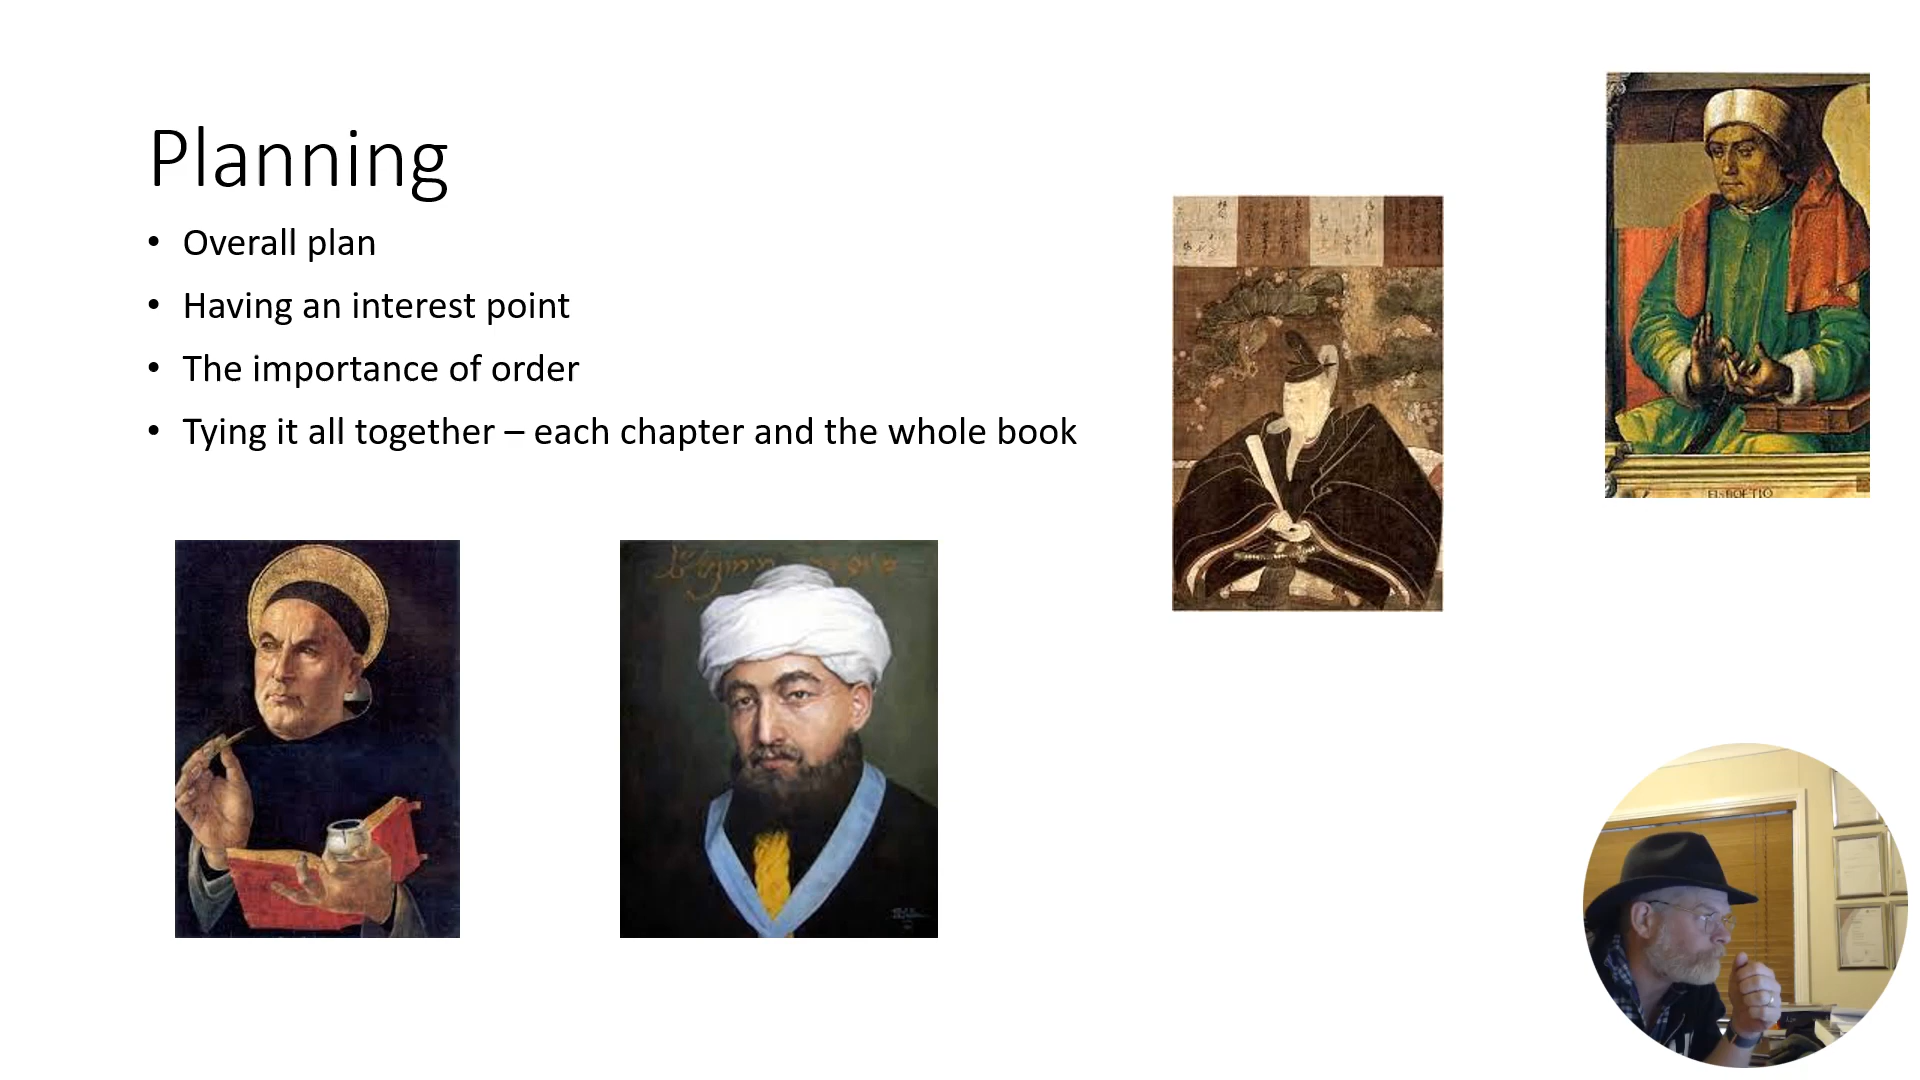 Planning
• Overall plan
• Having an interest point
• The importance of order
• Tying it all together – each chapter and the whole book